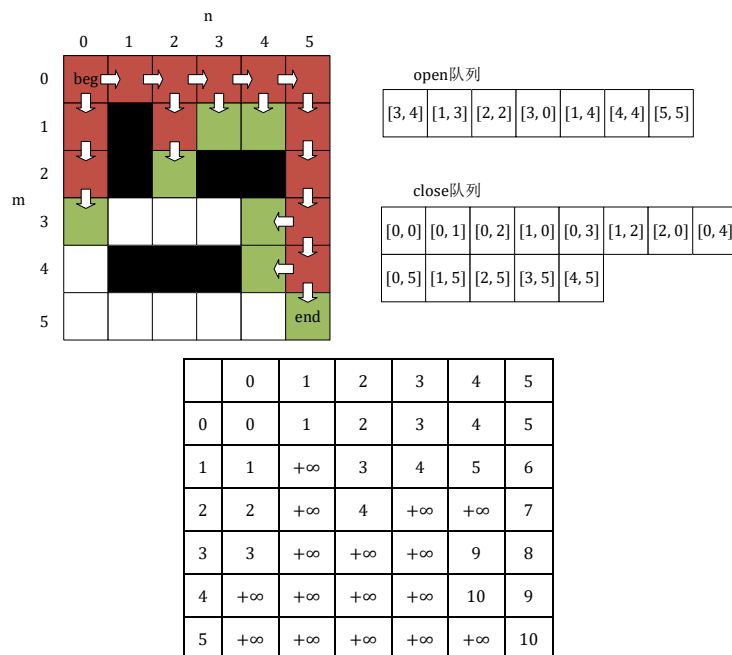 n
0 1 2 3 4 5
m
0 beg
1
2
3
4
5 end
open队列
[3, 4] [1, 3] [2, 2] [3, 0] [1, 4] [4, 4] [5, 5]
close队列
[0, 0] [0, 1] [0, 2] [1, 0] [0, 3] [1, 2] [2, 0] [0, 4]
[0, 5] [1, 5] [2, 5] [3, 5] [4, 5]
0 1 2 3 4 5
0 0 1 2 3 4 5
1 1 +∞ 3 4 5 6
2 2 +∞ 4 +∞ +∞ 7
3 3 +∞ +∞ +∞ 9 8
4 +∞ +∞ +∞ +∞ 10 9
5 +∞ +∞ +∞ +∞ +∞ 10